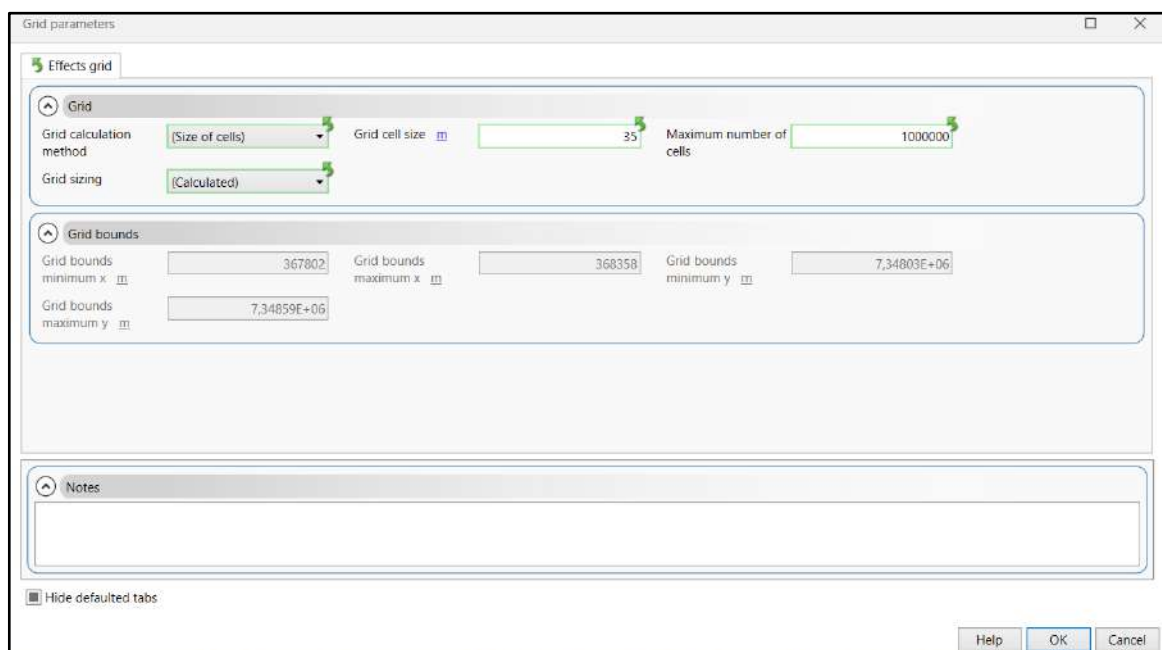 Grid parameters
Effects grid
Grid
Grid calculation method (Size of cells) Grid cell size m 35 Maximum number of cells 1000000
Grid sizing (Calculated)
Grid bounds
Grid bounds minimum x m 367802 Grid bounds maximum x m 368358 Grid bounds minimum y m 7,34803E+06
Grid bounds maximum y m 7,34859E+06
Notes
Hide defaulted tabs
Help OK Cancel